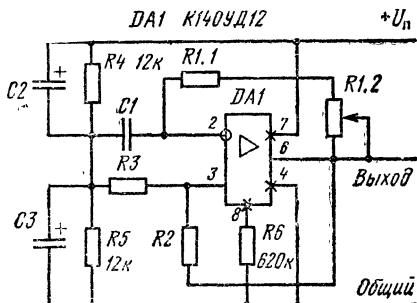 DA1 К140УД12
+Uп
R4 12к
R1.1
C2
C1
DA1
R1.2
2
7
6
R3
3
4
Выход
8
C3
R5
12к
R2
R6
620к
Общий